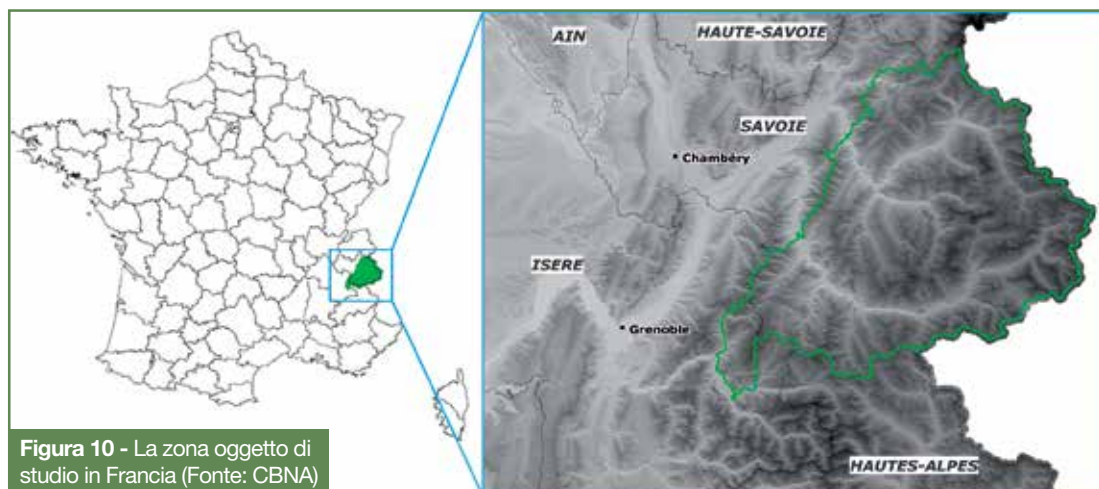 AIN
HAUTE-SAVOIE
SAVOIE
Chambéry
ISERE
Grenoble
HAUTES-ALPES
Figura 10 - La zona oggetto di
studio in Francia (Fonte: CBNA)